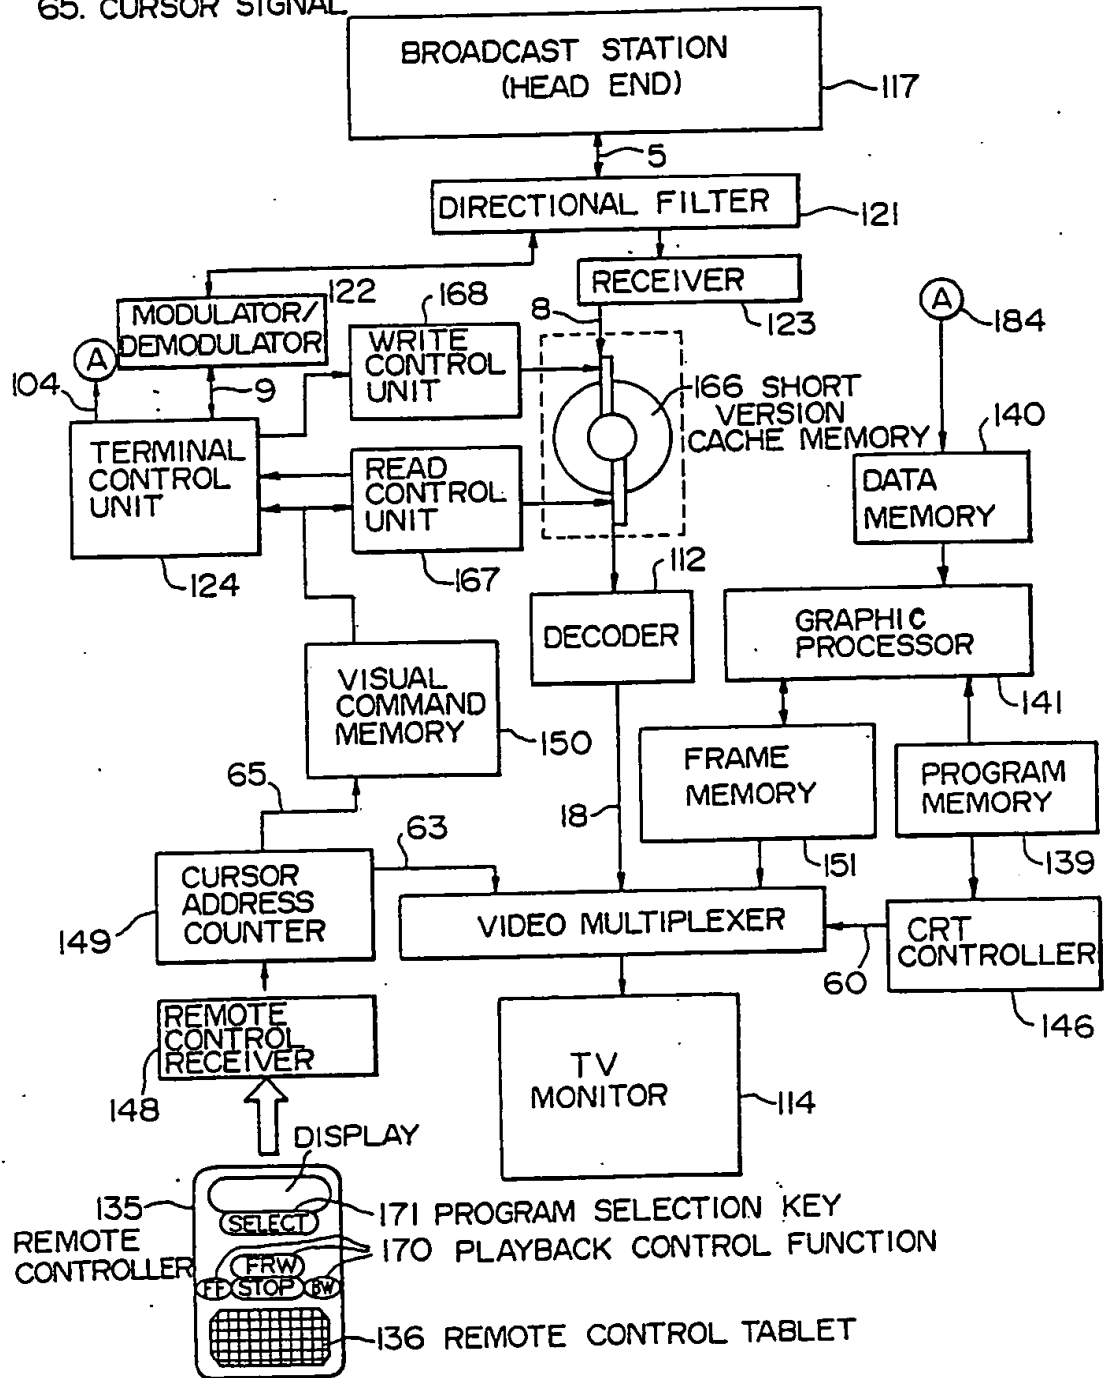 65. CURSOR SIGNAL
BROADCAST STATION
(HEAD END)
117
5
DIRECTIONAL FILTER
121
RECEIVER
123
8
122
MODULATOR/
DEMODULATOR
168
WRITE
CONTROL
UNIT
A
184
A
104
9
166 SHORT
VERSION
CACHE MEMORY
TERMINAL
CONTROL
UNIT
124
READ
CONTROL
UNIT
167
140
DATA
MEMORY
112
DECODER
GRAPHIC
PROCESSOR
141
VISUAL
COMMAND
MEMORY
150
FRAME
MEMORY
151
PROGRAM
MEMORY
139
65
63
18
CURSOR
ADDRESS
COUNTER
149
VIDEO MULTIPLEXER
60
CRT
CONTROLLER
146
REMOTE
CONTROL
RECEIVER
148
TV
MONITOR
114
DISPLAY
135
REMOTE
CONTROLLER
SELECT
171 PROGRAM SELECTION KEY
170 PLAYBACK CONTROL FUNCTION
FRW
FF
STOP
BW
136 REMOTE CONTROL TABLET